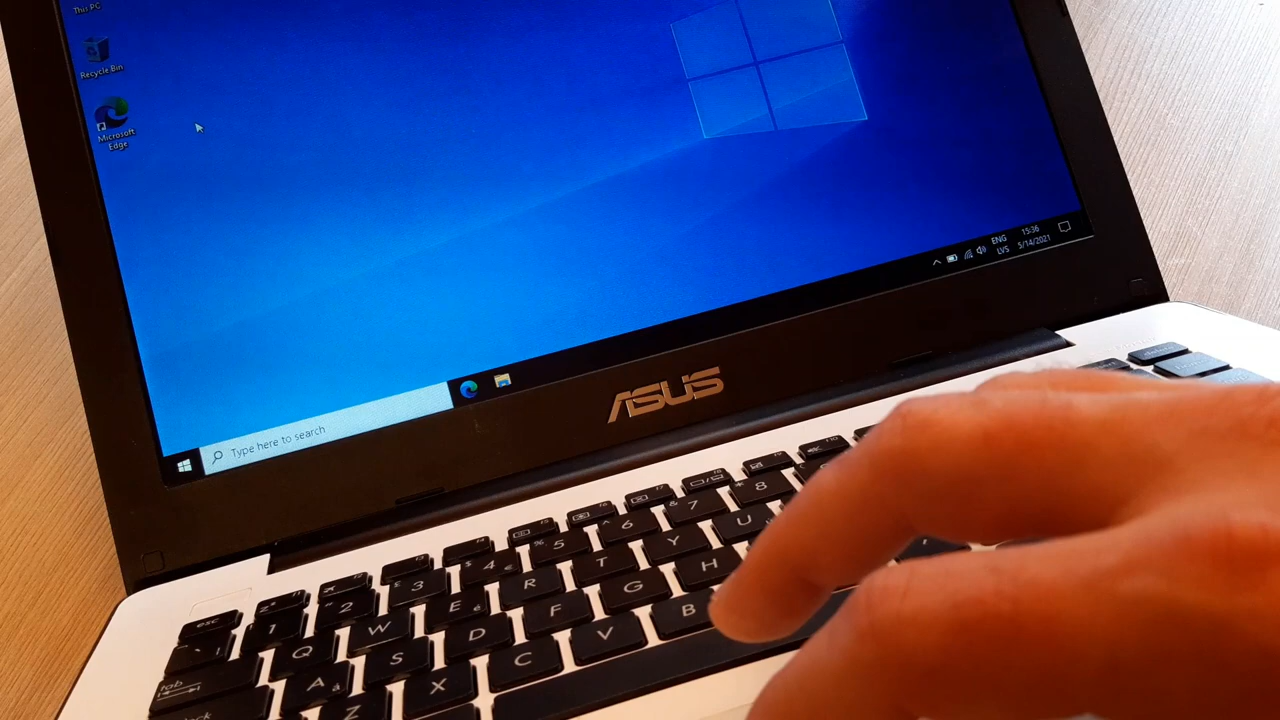 This PC
Recycle Bin
Microsoft
Edge
ENG
LVS
15:36
5/14/2021
Type here to search
ASUS
esc
1
2
3
$ 4 €
% 5
^ 6
& 7
* 8
tab
Q
W
E é
R
T
Y
U
A
S
D
F
G
H
Z
X
C
V
B